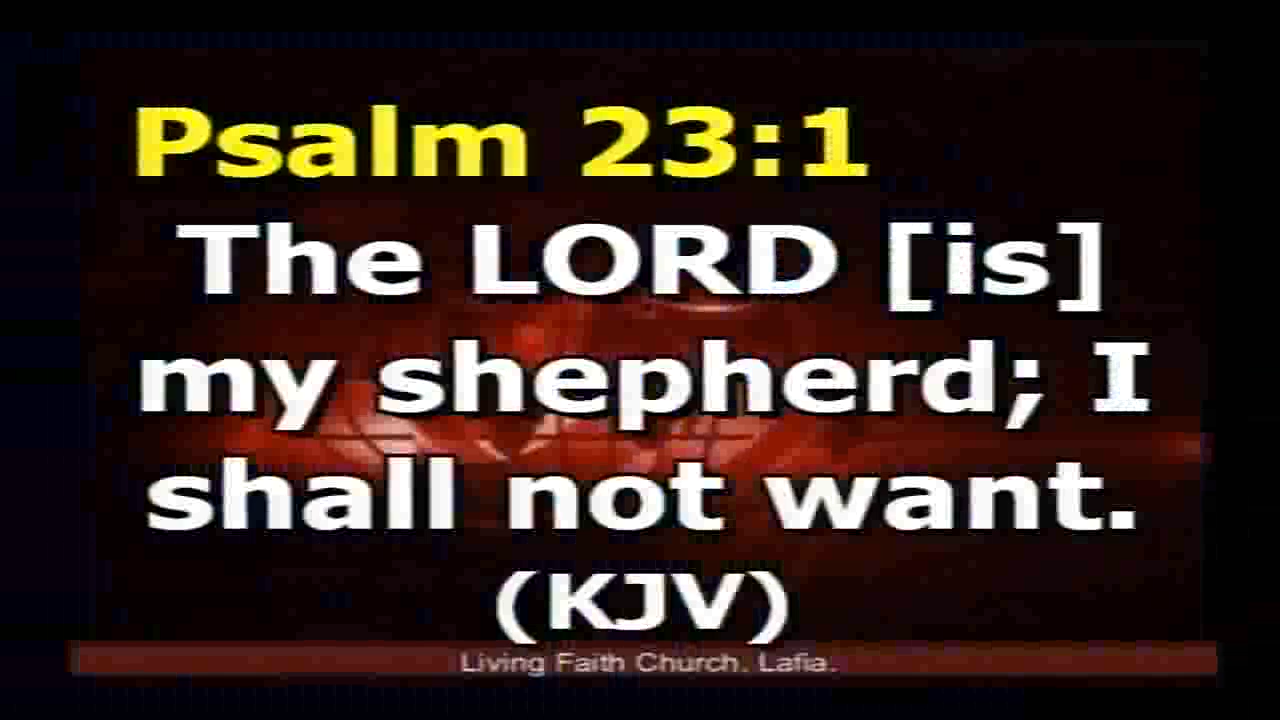 Psalm 23:1
The LORD [is]
my shepherd; I
shall not want.
(KJV)
Living Faith Church. Lafia.